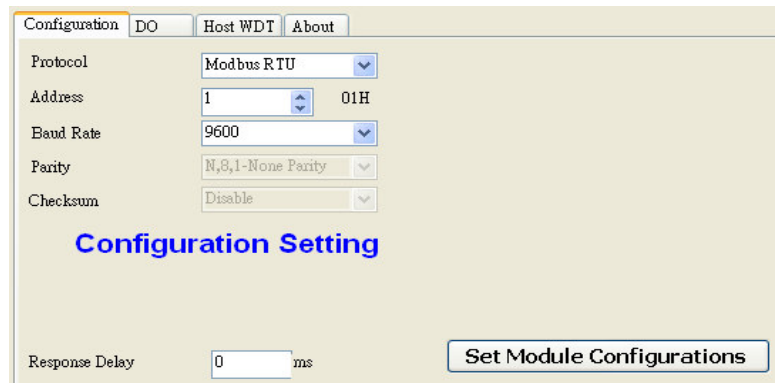 Configuration DO Host WDT About
Protocol Modbus RTU
Address 1 01H
Baud Rate 9600
Parity N,8,1-None Parity
Checksum Disable
Configuration Setting
Response Delay 0 ms Set Module Configurations